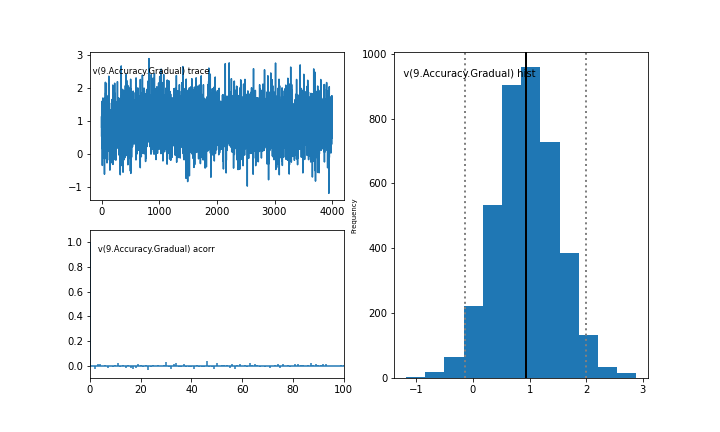 v(9.Accuracy.Gradual) trace
3
2
1
0
−1
0 1000 2000 3000 4000
v(9.Accuracy.Gradual) acorr
1.0
0.8
0.6
0.4
0.2
0.0
0 20 40 60 80 100
v(9.Accuracy.Gradual) hist
Frequency
1000
800
600
400
200
0
−1 0 1 2 3